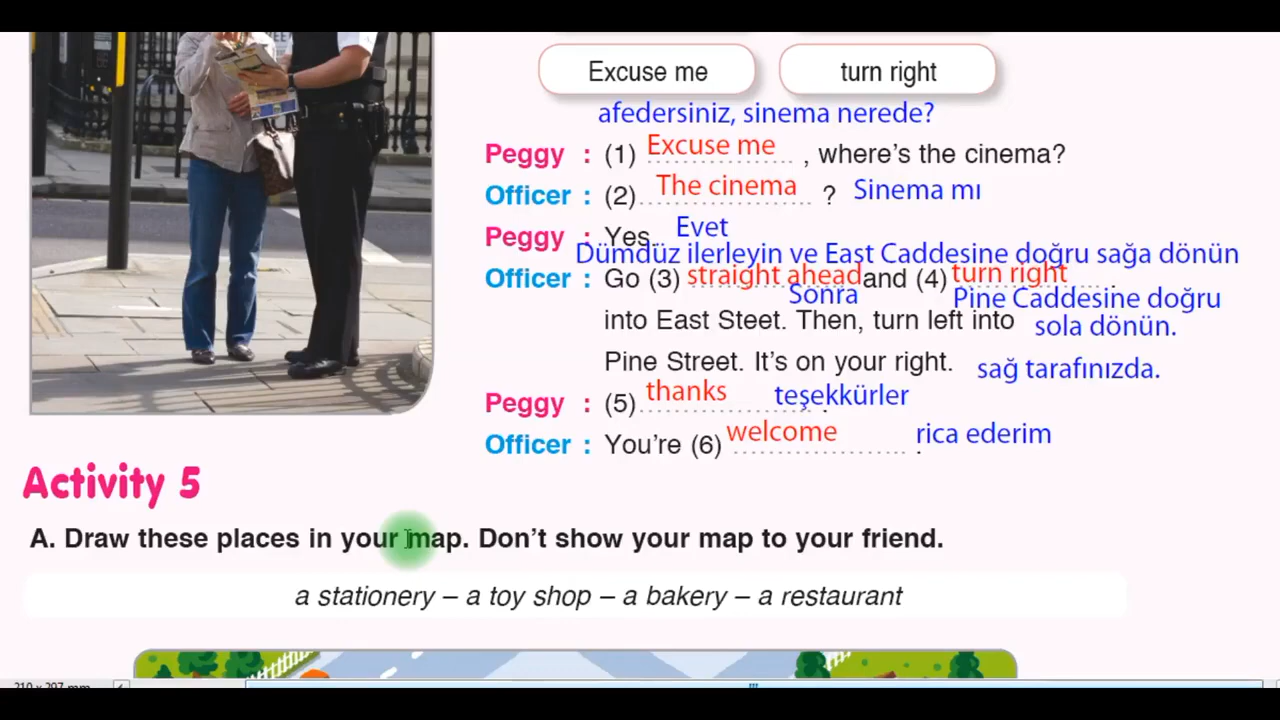 Excuse me
turn right
afedersiniz, sinema nerede?
Peggy : (1) Excuse me , where's the cinema?
Officer : (2) The cinema ? Sinema mı
Peggy : Yes. Evet
Dümdüz ilerleyin ve East Caddesine doğru sağa dönün
Officer : Go (3) straight ahead and (4) turn right .
Sonra Pine Caddesine doğru
into East Steet. Then, turn left into sola dönün.
Pine Street. It's on your right. sağ tarafınızda.
Peggy : (5) thanks . teşekkürler
Officer : You're (6) welcome . rica ederim
Activity 5
A. Draw these places in your map. Don't show your map to your friend.
a stationery – a toy shop – a bakery – a restaurant